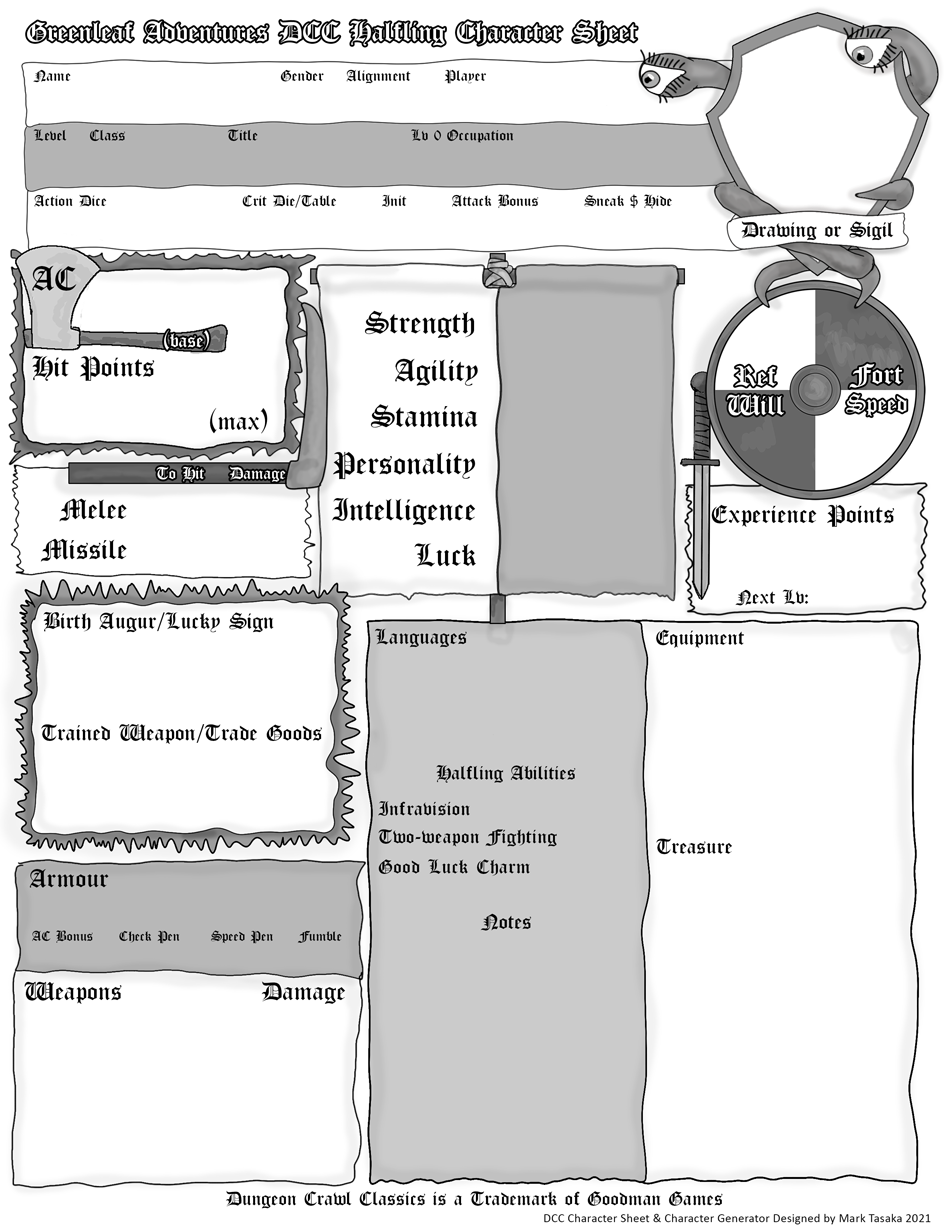 Greenleaf Adventures DCC Halfling Character Sheet
Name Gender Alignment Player
Level Class Title Lv 0 Occupation
Action Dice Crit Die/Table Init Attack Bonus Sneak $ Hide
Drawing or Sigil
AC
(base)
Hit Points
(max)
To Hit Damage
Melee
Missile
Strength
Agility
Stamina
Personality
Intelligence
Luck
Ref Fort
Will Speed
Experience Points
Next Lv:
Birth Augur/Lucky Sign
Trained Weapon/Trade Goods
Armour
AC Bonus Check Pen Speed Pen Fumble
Weapons Damage
Languages
Halfling Abilities
Infravision
Two-weapon Fighting
Good Luck Charm
Notes
Equipment
Treasure
Dungeon Crawl Classics is a Trademark of Goodman Games
DCC Character Sheet & Character Generator Designed by Mark Tasaka 2021